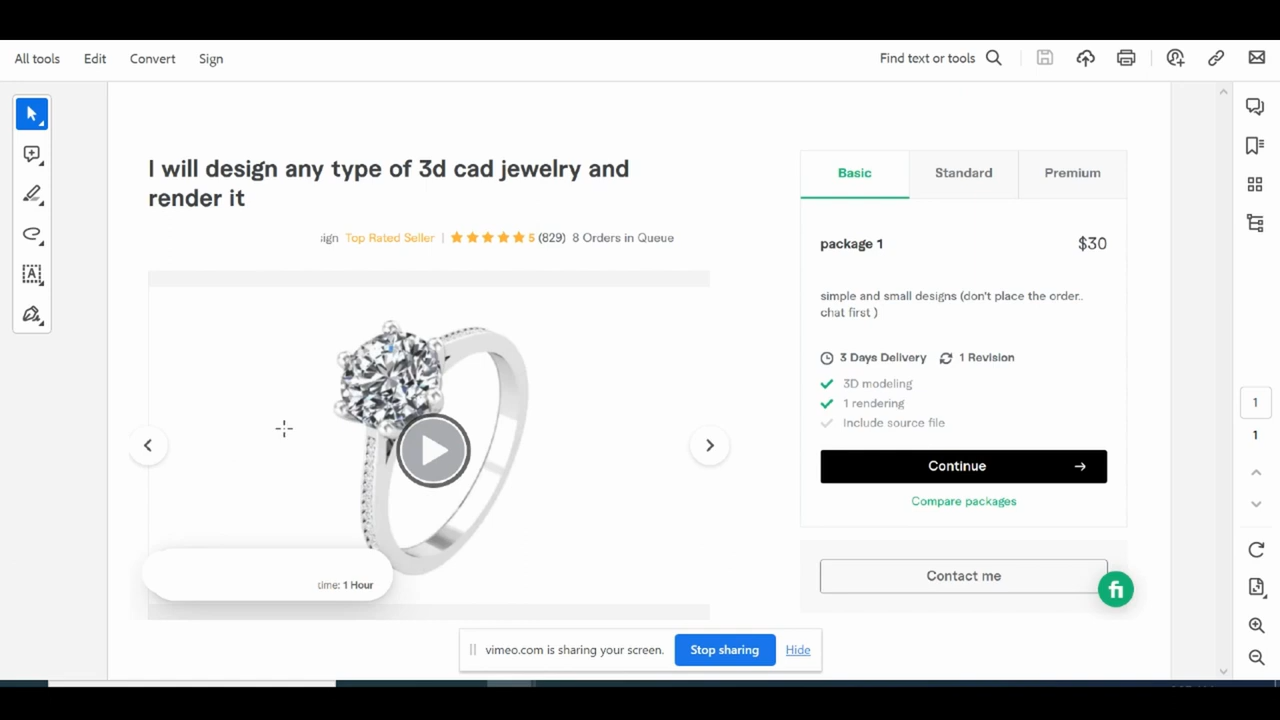 All tools Edit Convert Sign Find text or tools
I will design any type of 3d cad jewelry and
render it
sign Top Rated Seller | 5 (829) 8 Orders in Queue
Basic Standard Premium
package 1 $30
simple and small designs (don't place the order..
chat first )
3 Days Delivery 1 Revision
3D modeling
1 rendering
Include source file
Continue
Compare packages
Contact me
fi
time: 1 Hour
1
1
vimeo.com is sharing your screen. Stop sharing Hide